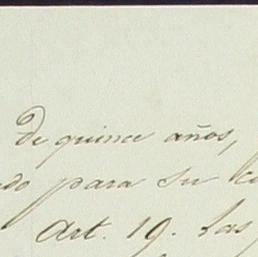 De quince años,
do para su
Art. 19. Las